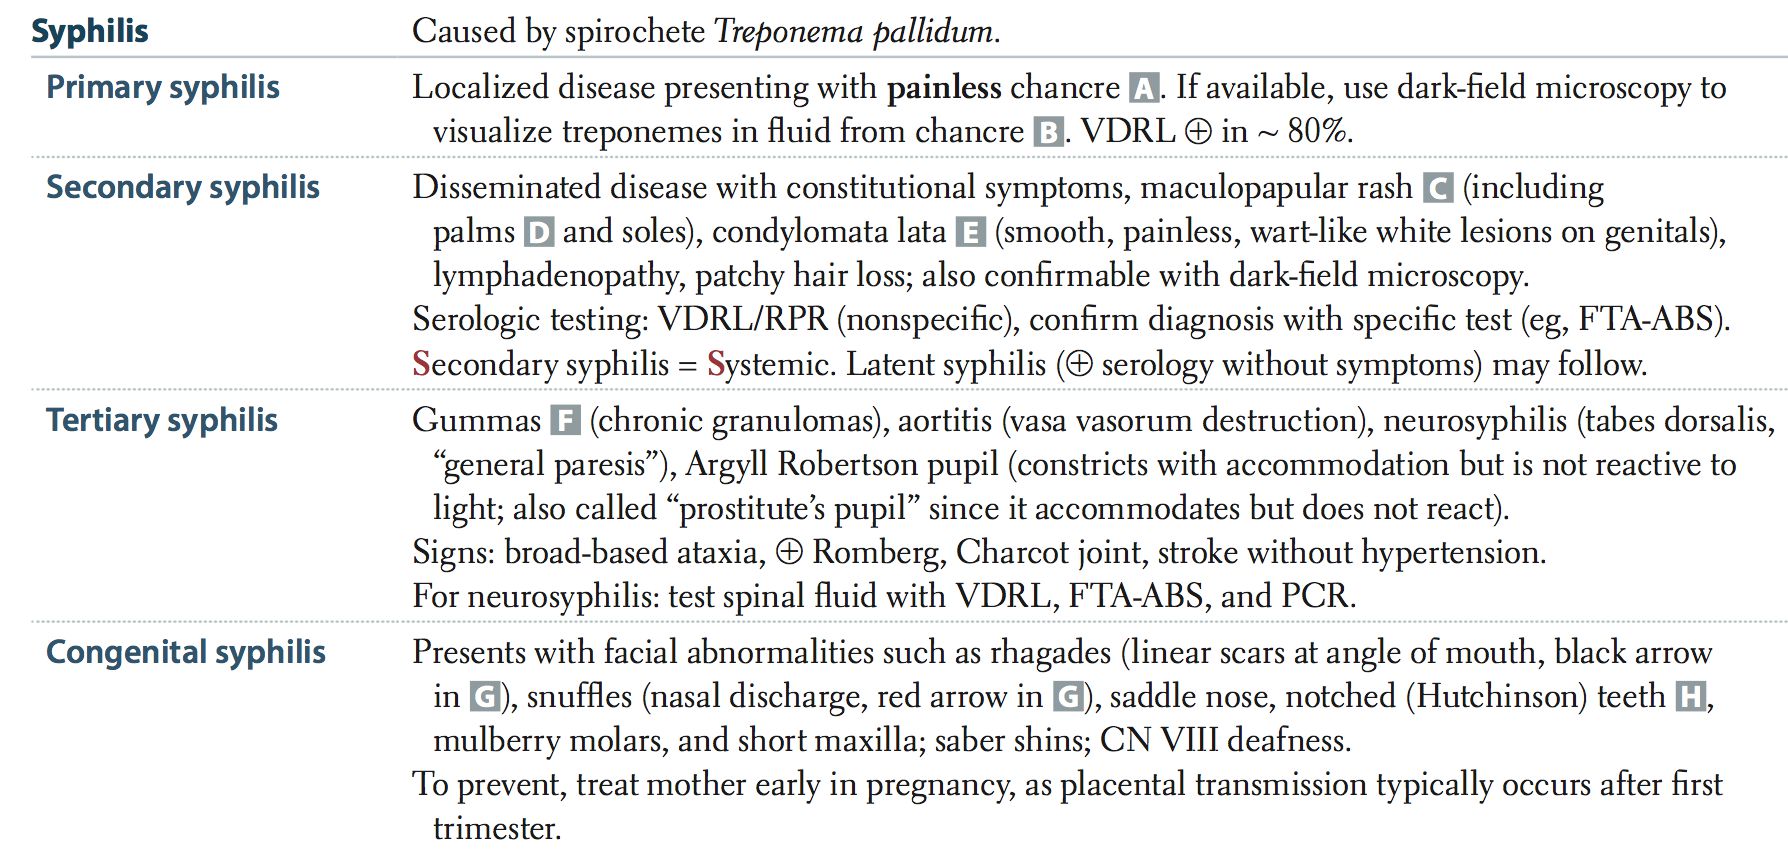 Syphilis Caused by spirochete Treponema pallidum.
Primary syphilis Localized disease presenting with painless chancre A. If available, use dark-field microscopy to
visualize treponemes in fluid from chancre B. VDRL ⊕ in ~ 80%.
Secondary syphilis Disseminated disease with constitutional symptoms, maculopapular rash C (including
palms D and soles), condylomata lata E (smooth, painless, wart-like white lesions on genitals),
lymphadenopathy, patchy hair loss; also confirmable with dark-field microscopy.
Serologic testing: VDRL/RPR (nonspecific), confirm diagnosis with specific test (eg, FTA-ABS).
Secondary syphilis = Systemic. Latent syphilis (⊕ serology without symptoms) may follow.
Tertiary syphilis Gummas F (chronic granulomas), aortitis (vasa vasorum destruction), neurosyphilis (tabes dorsalis,
“general paresis”), Argyll Robertson pupil (constricts with accommodation but is not reactive to
light; also called “prostitute’s pupil” since it accommodates but does not react).
Signs: broad-based ataxia, ⊕ Romberg, Charcot joint, stroke without hypertension.
For neurosyphilis: test spinal fluid with VDRL, FTA-ABS, and PCR.
Congenital syphilis Presents with facial abnormalities such as rhagades (linear scars at angle of mouth, black arrow
in G), snuffles (nasal discharge, red arrow in G), saddle nose, notched (Hutchinson) teeth H,
mulberry molars, and short maxilla; saber shins; CN VIII deafness.
To prevent, treat mother early in pregnancy, as placental transmission typically occurs after first
trimester.